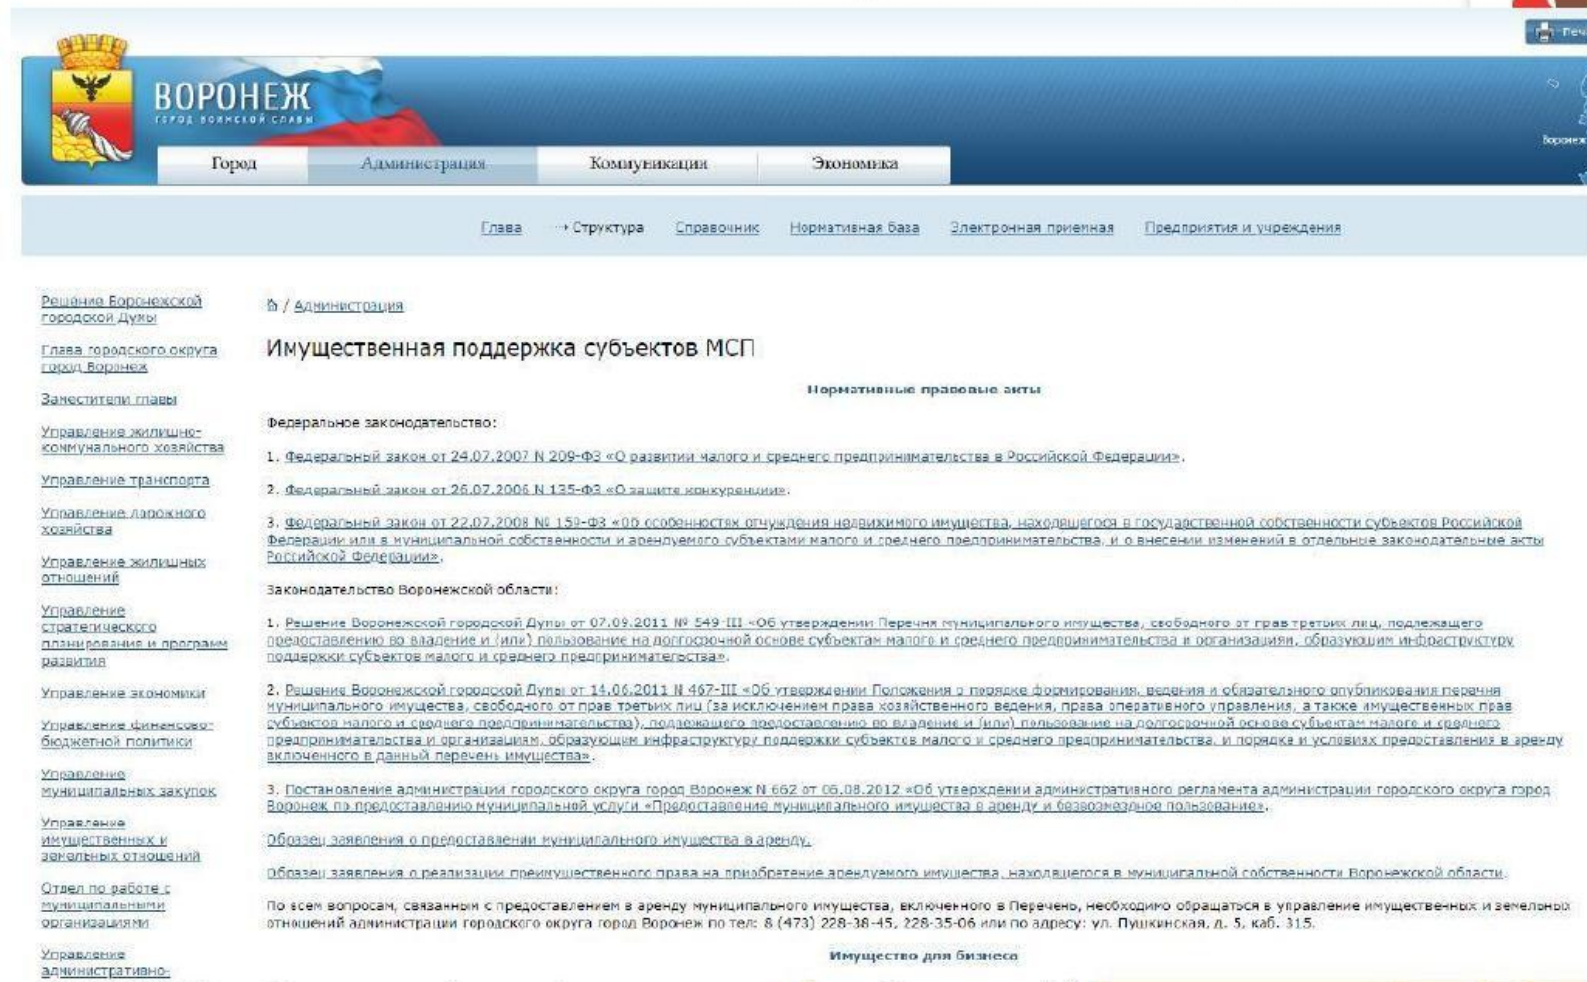 ВОРОНЕЖ
ГОРОД ВОИНСКОЙ СЛАВЫ
Город Администрация Коммуникации Экономика
Глава → Структура Справочник Нормативная база Электронная приемная Предприятия и учреждения
Решение Воронежской
городской Думы
Глава городского округа
город Воронеж
Заместители главы
Управление жилищно-
коммунального хозяйства
Управление транспорта
Управление дорожного
хозяйства
Управление жилищных
отношений
Управление
стратегического
планирования и программ
развития
Управление экономики
Управление финансово-
бюджетной политики
Управление
муниципальных закупок
Управление
имущественных и
земельных отношений
Отдел по работе с
муниципальными
организациями
Управление
административно-
/ Администрация
Имущественная поддержка субъектов МСП
Нормативные правовые акты
Федеральное законодательство:
1. Федеральный закон от 24.07.2007 N 209-ФЗ «О развитии малого и среднего предпринимательства в Российской Федерации».
2. Федеральный закон от 26.07.2006 N 135-ФЗ «О защите конкуренции».
3. Федеральный закон от 22.07.2008 № 159-ФЗ «Об особенностях отчуждения недвижимого имущества, находящегося в государственной собственности субъектов Российской
Федерации или в муниципальной собственности и арендуемого субъектами малого и среднего предпринимательства, и о внесении изменений в отдельные законодательные акты
Российской Федерации».
Законодательство Воронежской области:
1. Решение Воронежской городской Думы от 07.09.2011 № 549-III «Об утверждении Перечня муниципального имущества, свободного от прав третьих лиц, подлежащего
предоставлению во владение и (или) пользование на долгосрочной основе субъектам малого и среднего предпринимательства и организациям, образующим инфраструктуру
поддержки субъектов малого и среднего предпринимательства».
2. Решение Воронежской городской Думы от 14.06.2011 N 467-III «Об утверждении Положения о порядке формирования, ведения и обязательного опубликования перечня
муниципального имущества, свободного от прав третьих лиц (за исключением права хозяйственного ведения, права оперативного управления, а также имущественных прав
субъектов малого и среднего предпринимательства), подлежащего предоставлению во владение и (или) пользование на долгосрочной основе субъектам малого и среднего
предпринимательства и организациям, образующим инфраструктуру поддержки субъектов малого и среднего предпринимательства, и порядке и условиях предоставления в аренду
включенного в данный перечень имущества».
3. Постановление администрации городского округа город Воронеж N 662 от 06.08.2012 «Об утверждении административного регламента администрации городского округа город
Воронеж по предоставлению муниципальной услуги «Предоставление муниципального имущества в аренду и безвозмездное пользование».
Образец заявления о предоставлении муниципального имущества в аренду.
Образец заявления о реализации преимущественного права на приобретение арендуемого имущества, находящегося в муниципальной собственности Воронежской области.
По всем вопросам, связанным с предоставлением в аренду муниципального имущества, включенного в Перечень, необходимо обращаться в управление имущественных и земельных
отношений администрации городского округа город Воронеж по тел: 8 (473) 228-38-45, 228-35-06 или по адресу: ул. Пушкинская, д. 5, каб. 315.
Имущество для бизнеса